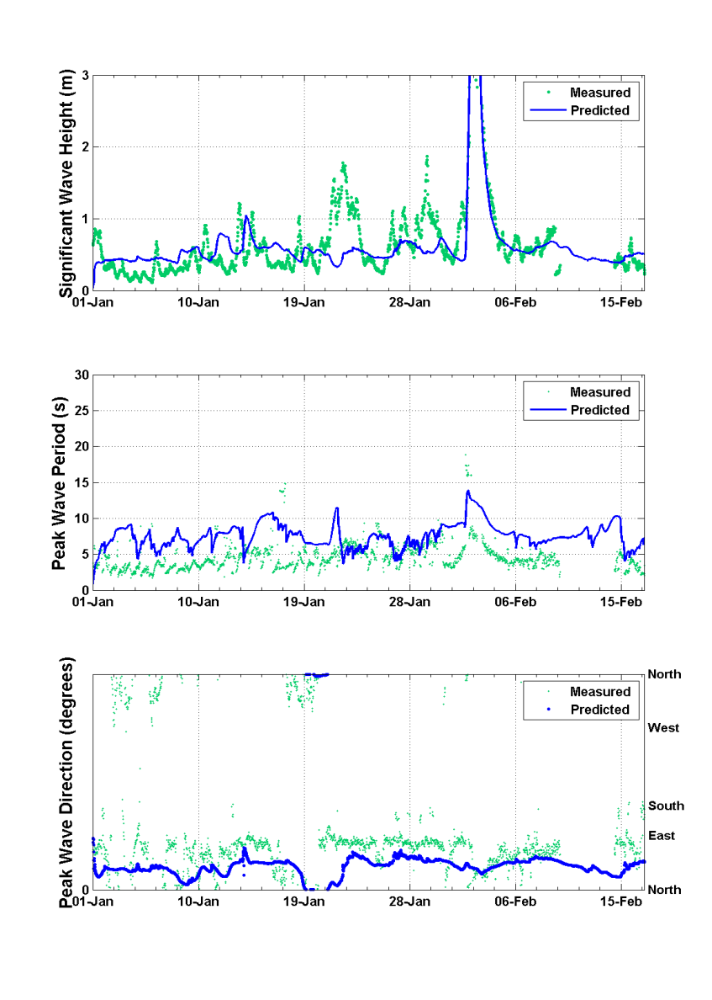 Significant Wave Height (m)
3
2
1
0
Measured
Predicted
01-Jan 10-Jan 19-Jan 28-Jan 06-Feb 15-Feb
Peak Wave Period (s)
30
25
20
15
10
5
0
Measured
Predicted
01-Jan 10-Jan 19-Jan 28-Jan 06-Feb 15-Feb
Peak Wave Direction (degrees)
North
Measured
Predicted
West
South
East
0 North
01-Jan 10-Jan 19-Jan 28-Jan 06-Feb 15-Feb